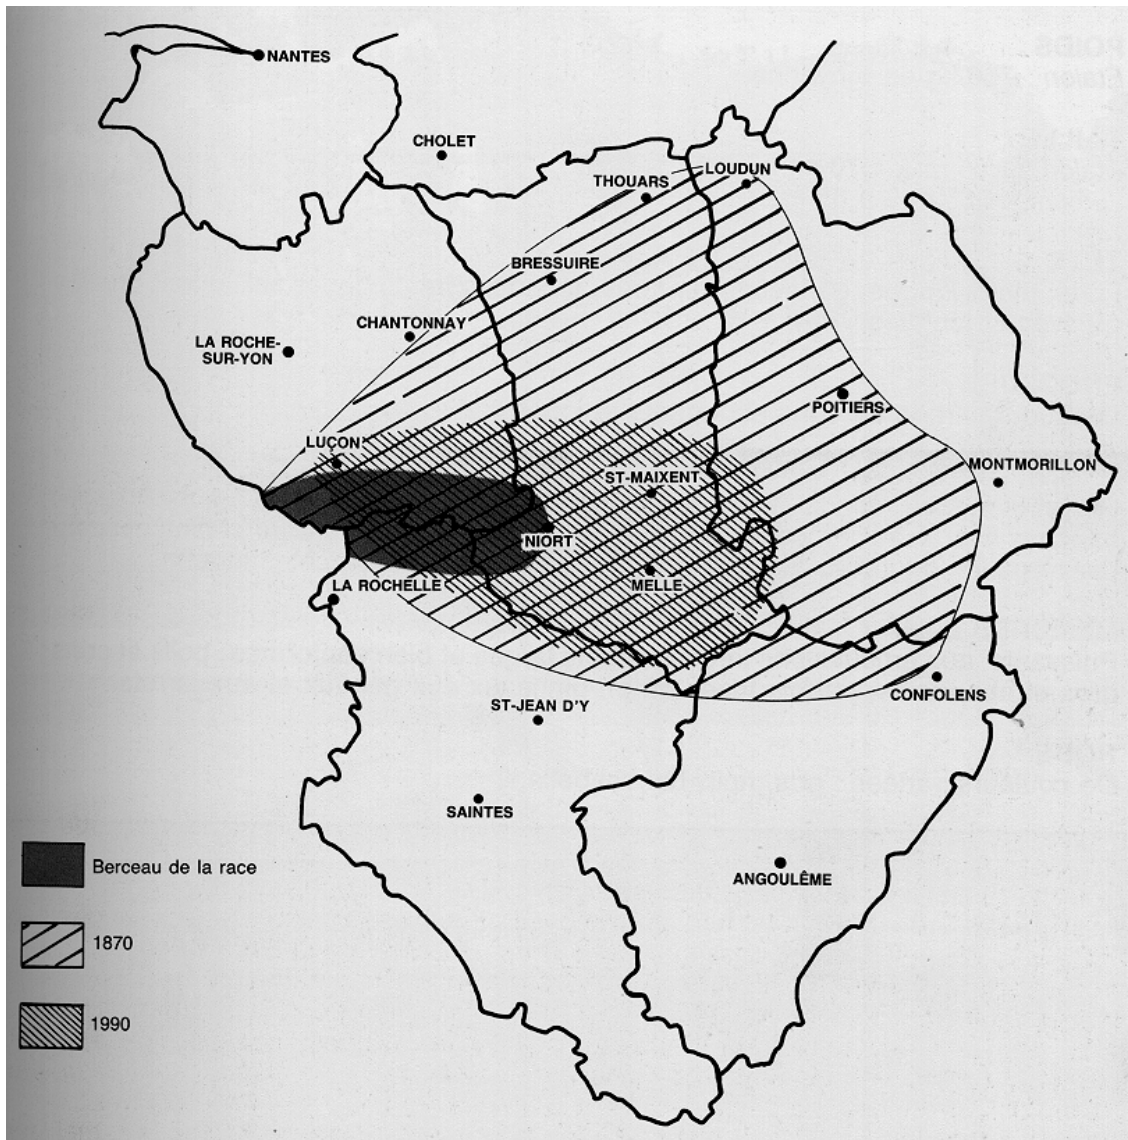 NANTES
CHOLET
THOUARS
LOUDUN
BRESSUIRE
CHANTONNAY
LA ROCHE-
SUR-YON
POITIERS
LUÇON
MONTMORILLON
ST-MAIXENT
NIORT
LA ROCHELLE
MELLE
CONFOLENS
ST-JEAN D'Y
SAINTES
ANGOULÊME
Berceau de la race
1870
1990